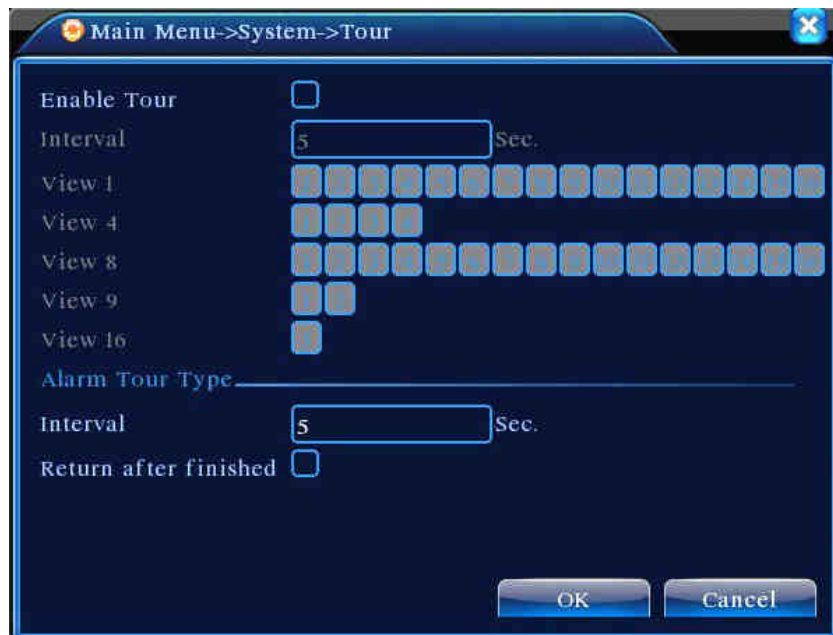 Main Menu->System->Tour
Enable Tour
Interval 5 Sec.
View 1
View 4
View 8
View 9
View 16
Alarm Tour Type
Interval 5 Sec.
Return after finished
OK Cancel